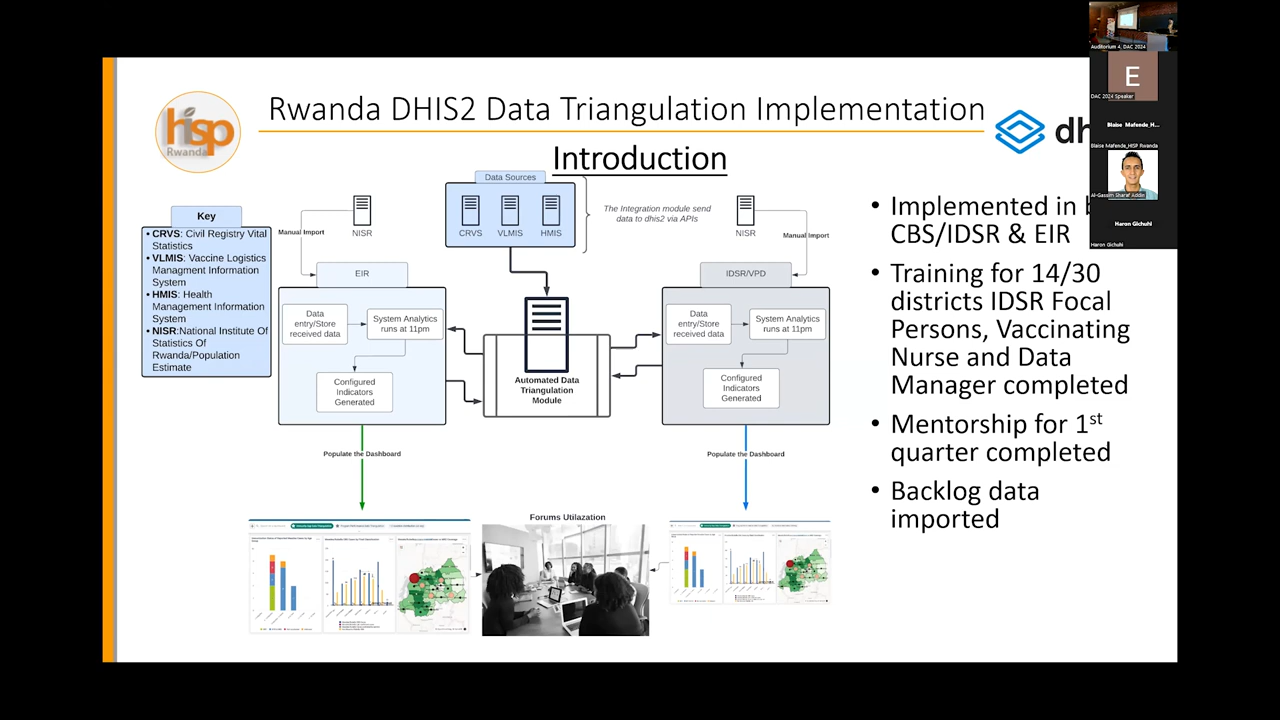 Auditorium 4, DAC 2024
E
DAC 2024 Speaker
Blaise Mafende_H...
Blaise Mafende_HISP Rwanda
Al-Gassim Sharaf Addin
Haron Gichuhi
Haron Gichuhi
hisp
Rwanda
Rwanda DHIS2 Data Triangulation Implementation
Introduction
Key
• CRVS: Civil Registry Vital
Statistics
• VLMIS: Vaccine Logistics
Managment Information
System
• HMIS: Health
Management Information
System
• NISR:National Institute Of
Statistics Of
Rwanda/Population
Estimate
Manual Import
NISR
Data Sources
CRVS
VLMIS
HMIS
The Integration module send
data to dhis2 via APIs
NISR
Manual Import
EIR
Data
entry/Store
received data
System Analytics
runs at 11pm
Configured
Indicators
Generated
Automated Data
Triangulation
Module
IDSR/VPD
Data
entry/Store
received data
System Analytics
runs at 11pm
Configured
Indicators
Generated
Populate the Dashboard
Populate the Dashboard
Forums Utilazation
• Implemented in
CBS/IDSR & EIR
• Training for 14/30
districts IDSR Focal
Persons, Vaccinating
Nurse and Data
Manager completed
• Mentorship for 1st
quarter completed
• Backlog data
imported